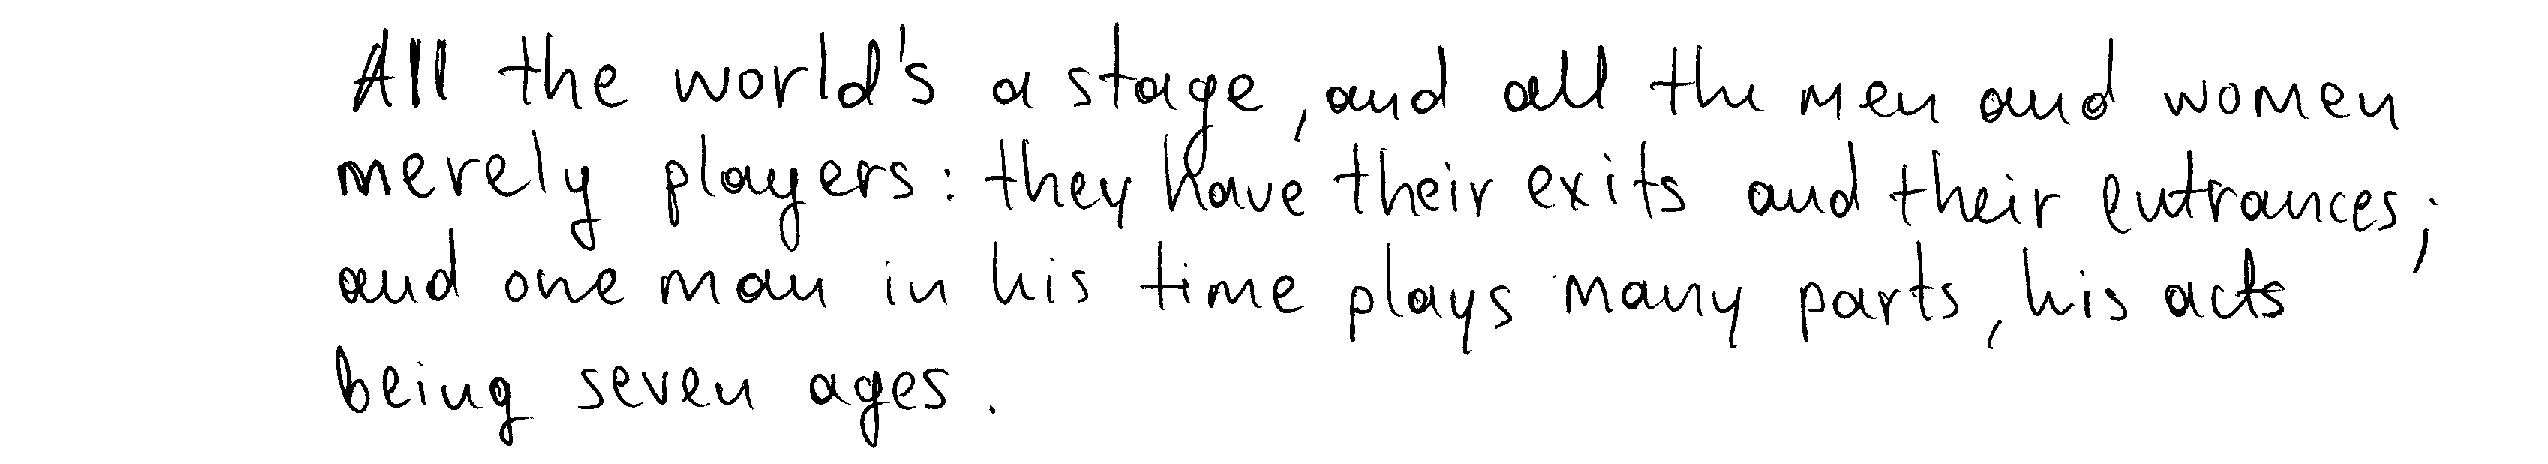 All the world's a stage, and all the men and women
merely players: they have their exits and their entrances;
and one man in his time plays many parts, his acts
being seven ages.